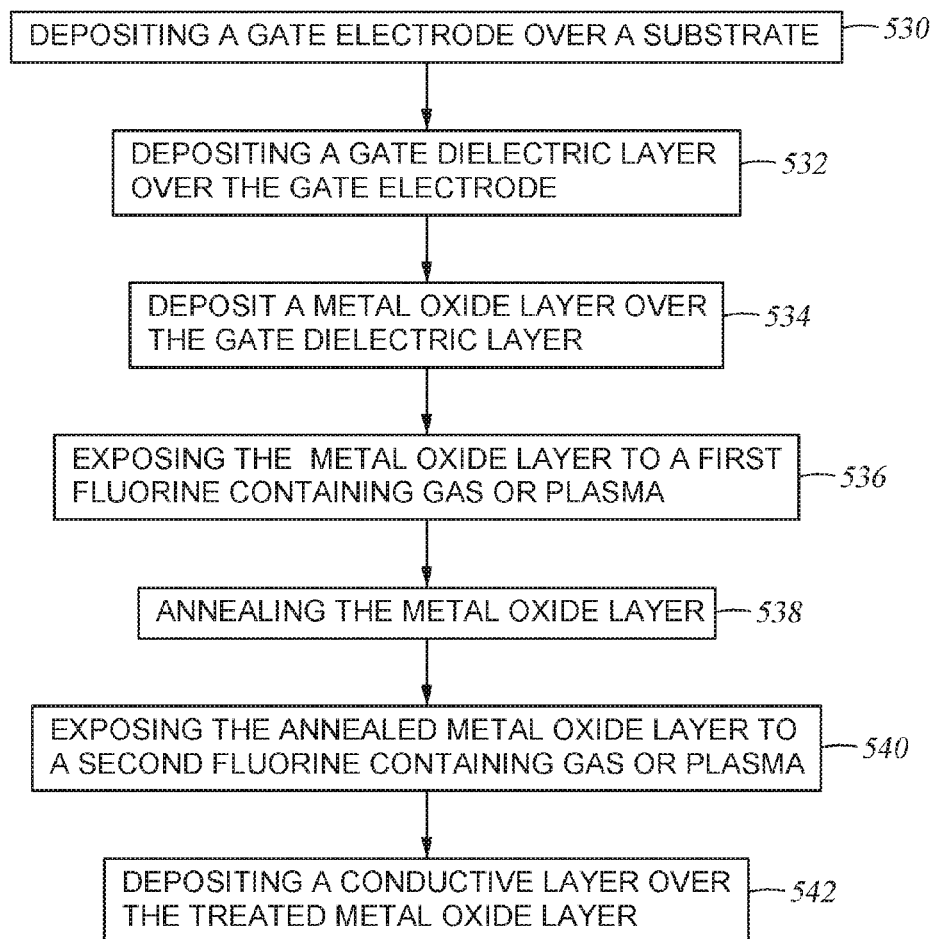 DEPOSITING A GATE ELECTRODE OVER A SUBSTRATE
530
DEPOSITING A GATE DIELECTRIC LAYER
OVER THE GATE ELECTRODE
532
DEPOSIT A METAL OXIDE LAYER OVER
THE GATE DIELECTRIC LAYER
534
EXPOSING THE METAL OXIDE LAYER TO A FIRST
FLUORINE CONTAINING GAS OR PLASMA
536
ANNEALING THE METAL OXIDE LAYER
538
EXPOSING THE ANNEALED METAL OXIDE LAYER TO
A SECOND FLUORINE CONTAINING GAS OR PLASMA
540
DEPOSITING A CONDUCTIVE LAYER OVER
THE TREATED METAL OXIDE LAYER
542